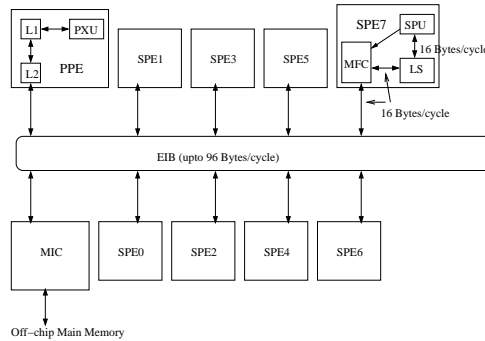 L1
PXU
L2
PPE
SPE1
SPE3
SPE5
SPE7
SPU
16 Bytes/cycle
MFC
LS
16 Bytes/cycle
EIB (upto 96 Bytes/cycle)
MIC
SPE0
SPE2
SPE4
SPE6
Off-chip Main Memory